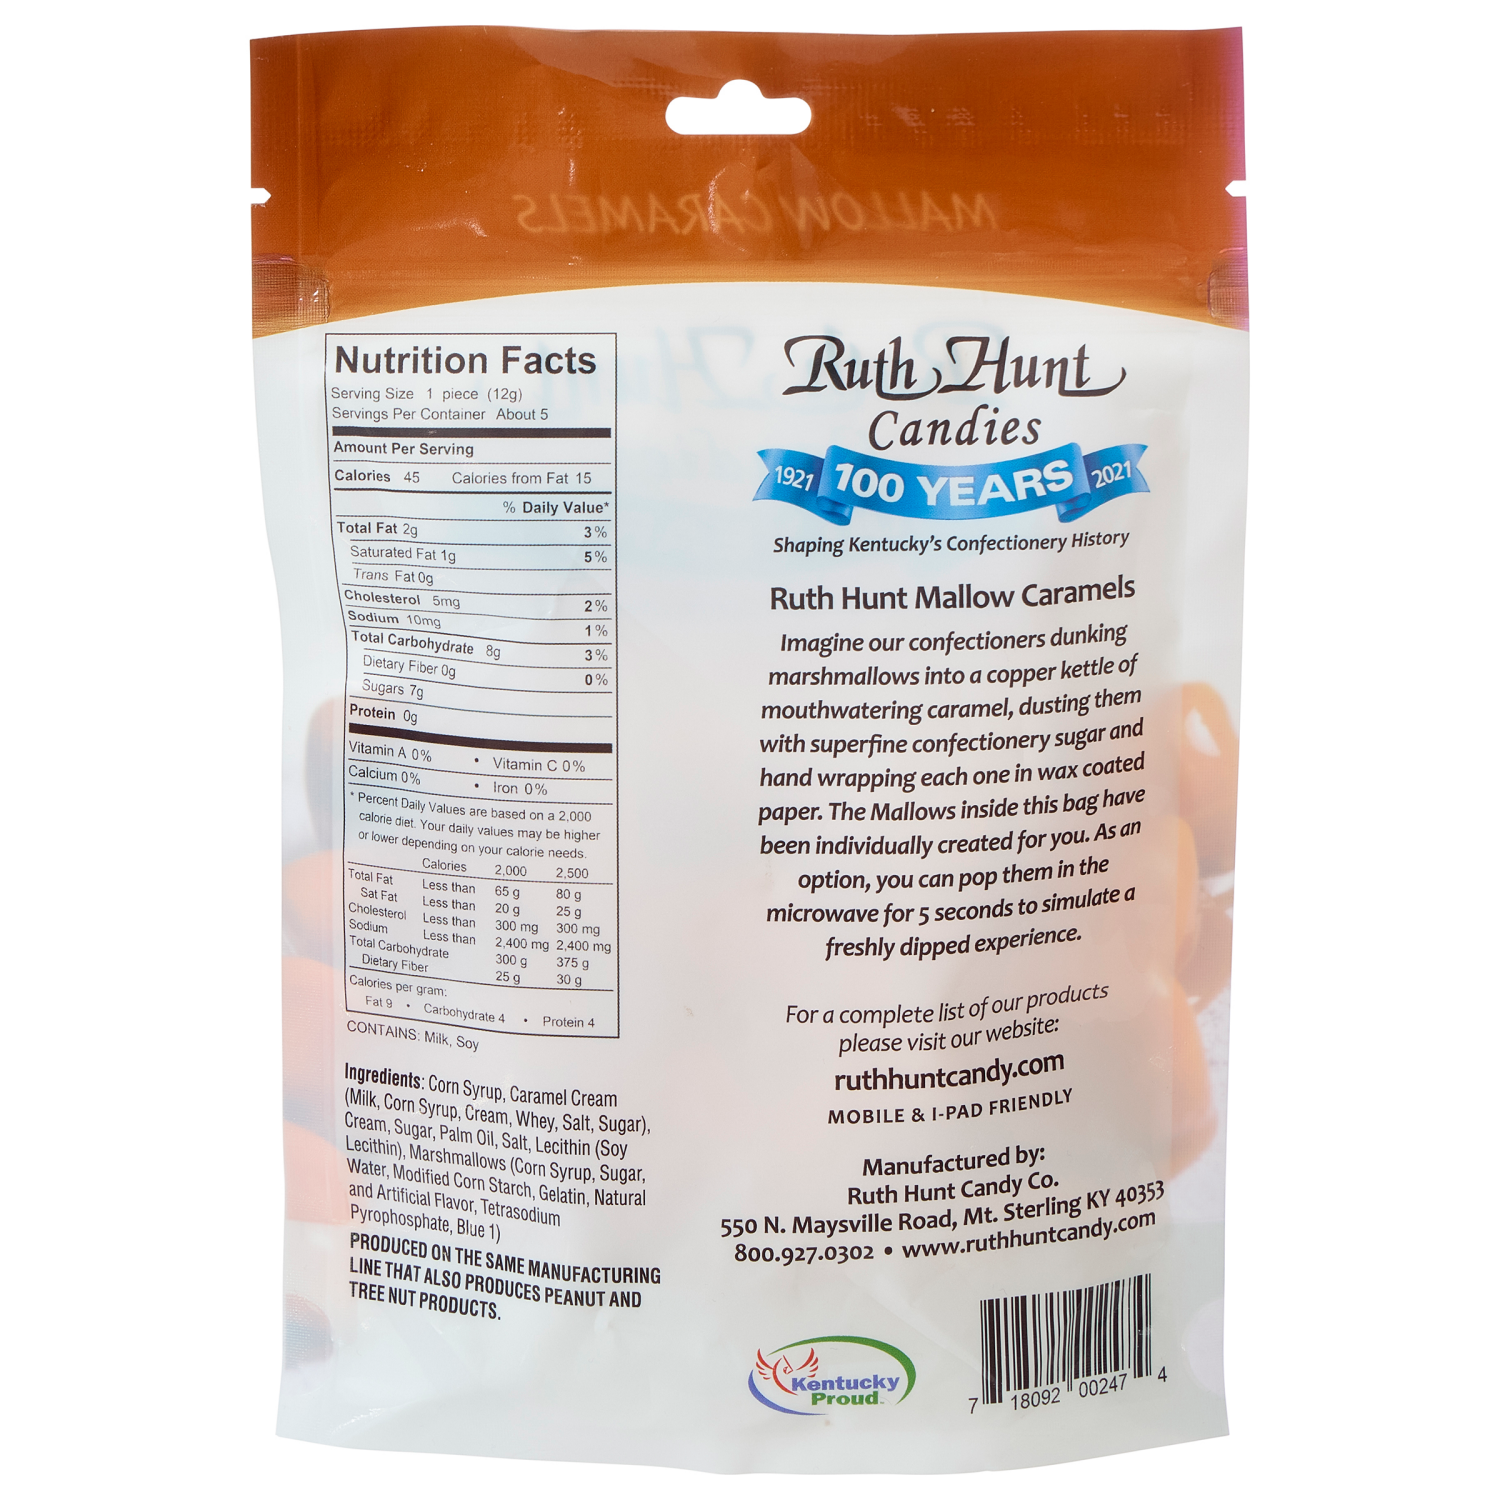 MALLOW CARAMELS
Nutrition Facts
Serving Size 1 piece (12g)
Servings Per Container About 5
Amount Per Serving
Calories 45 Calories from Fat 15
% Daily Value*
Total Fat 2g 3%
Saturated Fat 1g 5%
Trans Fat 0g
Cholesterol 5mg 2%
Sodium 10mg 1%
Total Carbohydrate 8g 3%
Dietary Fiber 0g 0%
Sugars 7g
Protein 0g
Vitamin A 0% • Vitamin C 0%
Calcium 0% • Iron 0%
* Percent Daily Values are based on a 2,000
calorie diet. Your daily values may be higher
or lower depending on your calorie needs.
Calories 2,000 2,500
Total Fat Less than 65 g 80 g
Sat Fat Less than 20 g 25 g
Cholesterol Less than 300 mg 300 mg
Sodium Less than 2,400 mg 2,400 mg
Total Carbohydrate 300 g 375 g
Dietary Fiber 25 g 30 g
Calories per gram:
Fat 9 • Carbohydrate 4 • Protein 4
CONTAINS: Milk, Soy
Ingredients: Corn Syrup, Caramel Cream
(Milk, Corn Syrup, Cream, Whey, Salt, Sugar),
Cream, Sugar, Palm Oil, Salt, Lecithin (Soy
Lecithin), Marshmallows (Corn Syrup, Sugar,
Water, Modified Corn Starch, Gelatin, Natural
and Artificial Flavor, Tetrasodium
Pyrophosphate, Blue 1)
PRODUCED ON THE SAME MANUFACTURING
LINE THAT ALSO PRODUCES PEANUT AND
TREE NUT PRODUCTS.
Ruth Hunt
Candies
1921 100 YEARS 2021
Shaping Kentucky's Confectionery History
Ruth Hunt Mallow Caramels
Imagine our confectioners dunking
marshmallows into a copper kettle of
mouthwatering caramel, dusting them
with superfine confectionery sugar and
hand wrapping each one in wax coated
paper. The Mallows inside this bag have
been individually created for you. As an
option, you can pop them in the
microwave for 5 seconds to simulate a
freshly dipped experience.
For a complete list of our products
please visit our website:
ruthhuntcandy.com
MOBILE & I-PAD FRIENDLY
Manufactured by:
Ruth Hunt Candy Co.
550 N. Maysville Road, Mt. Sterling KY 40353
800.927.0302 • www.ruthhuntcandy.com
Kentucky
Proud
7 18092 00247 4